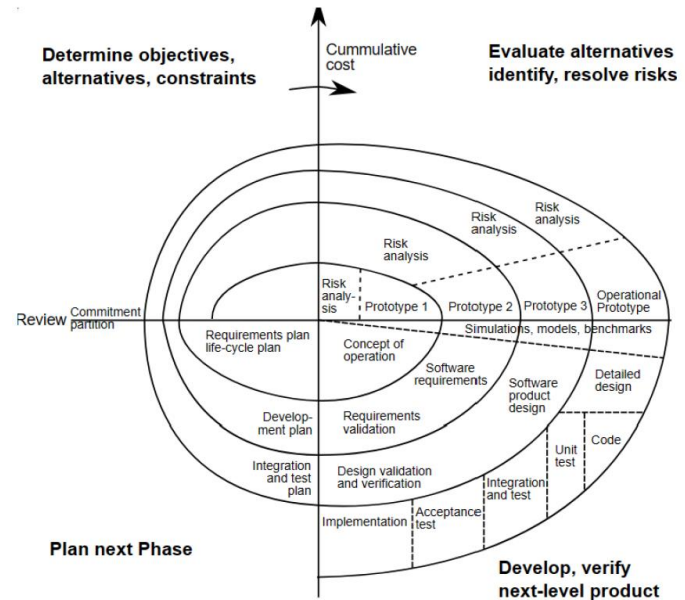 Determine objectives,
alternatives, constraints
Cummulative
cost
Evaluate alternatives
identify, resolve risks
Risk
analysis
Risk
analysis
Risk
analysis
Risk
analy-
sis
Prototype 1
Prototype 2
Prototype 3
Operational
Prototype
Review
Commitment
partition
Simulations, models, benchmarks
Requirements plan
life-cycle plan
Concept of
operation
Software
requirements
Software
product
design
Detailed
design
Develop-
ment plan
Requirements
validation
Integration
and test
plan
Design validation
and verification
Unit
test
Code
Integration
and test
Acceptance
test
Implementation
Plan next Phase
Develop, verify
next-level product